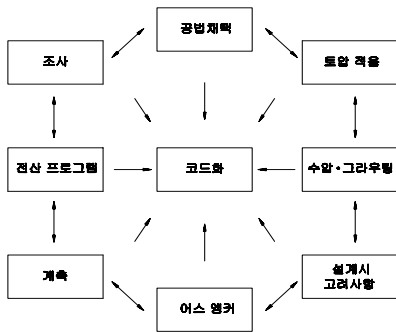 공법채택
조사
토압 적용
전산 프로그램
코드화
수압·그라우팅
계측
설계시
고려사항
어스 앵커